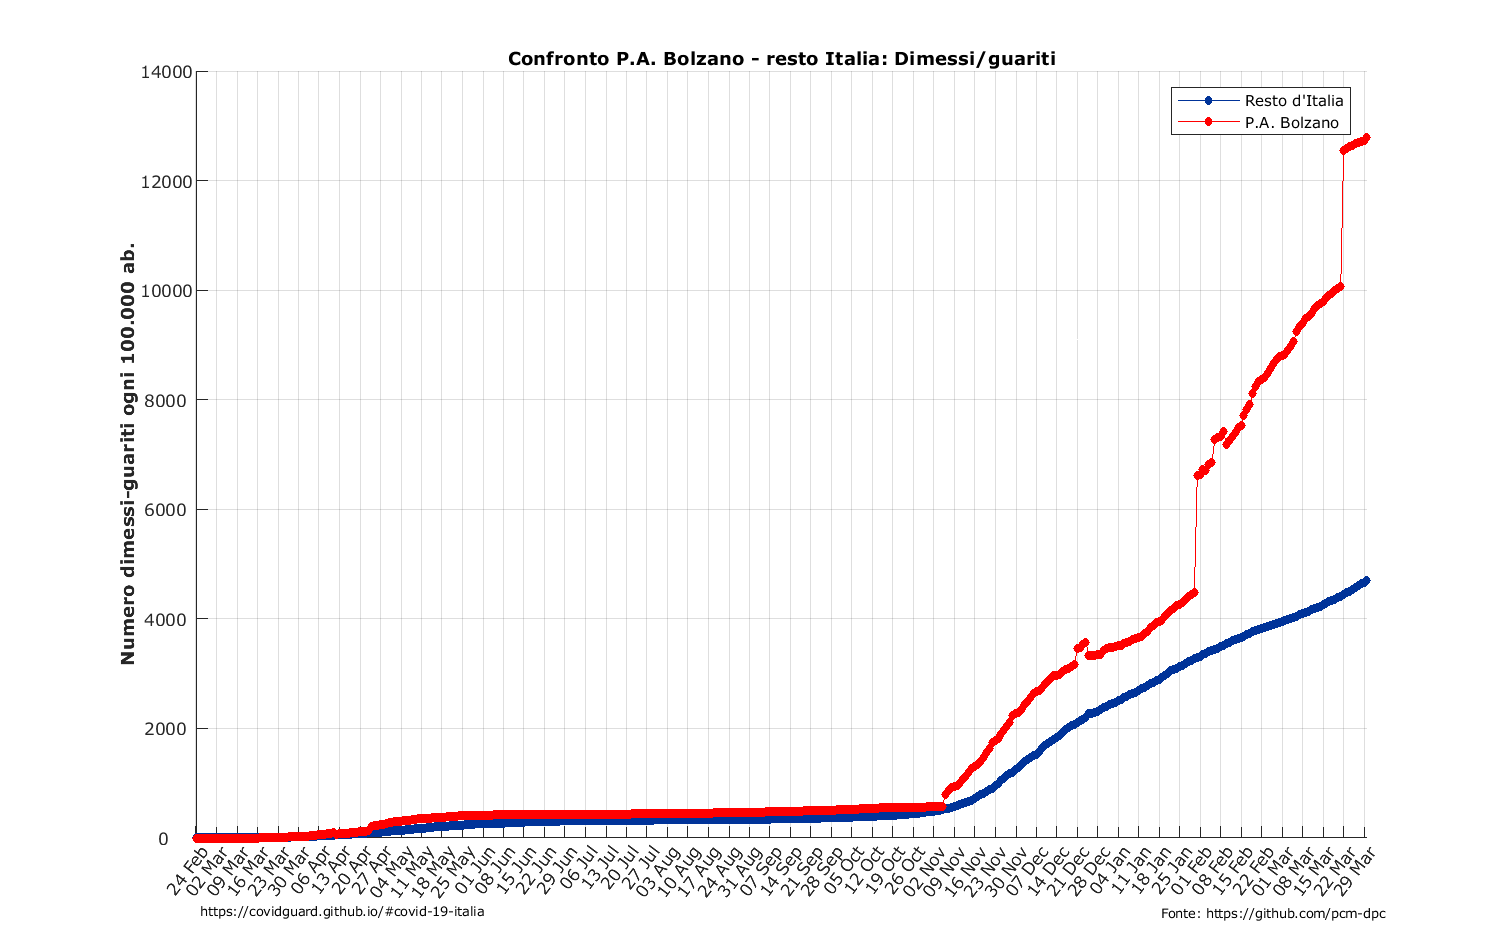 Confronto P.A. Bolzano - resto Italia: Dimessi/guariti
Resto d'Italia
P.A. Bolzano
Numero dimessi-guariti ogni 100.000 ab.
14000
12000
10000
8000
6000
4000
2000
0
24 Feb
02 Mar
09 Mar
16 Mar
23 Mar
30 Mar
06 Apr
13 Apr
20 Apr
27 Apr
04 May
11 May
18 May
25 May
01 Jun
08 Jun
15 Jun
22 Jun
29 Jun
06 Jul
13 Jul
20 Jul
27 Jul
03 Aug
10 Aug
17 Aug
24 Aug
31 Aug
07 Sep
14 Sep
21 Sep
28 Sep
05 Oct
12 Oct
19 Oct
26 Oct
02 Nov
09 Nov
16 Nov
23 Nov
30 Nov
07 Dec
14 Dec
21 Dec
28 Dec
04 Jan
11 Jan
18 Jan
25 Jan
01 Feb
08 Feb
15 Feb
22 Feb
01 Mar
08 Mar
15 Mar
22 Mar
29 Mar
https://covidguard.github.io/#covid-19-italia
Fonte: https://github.com/pcm-dpc